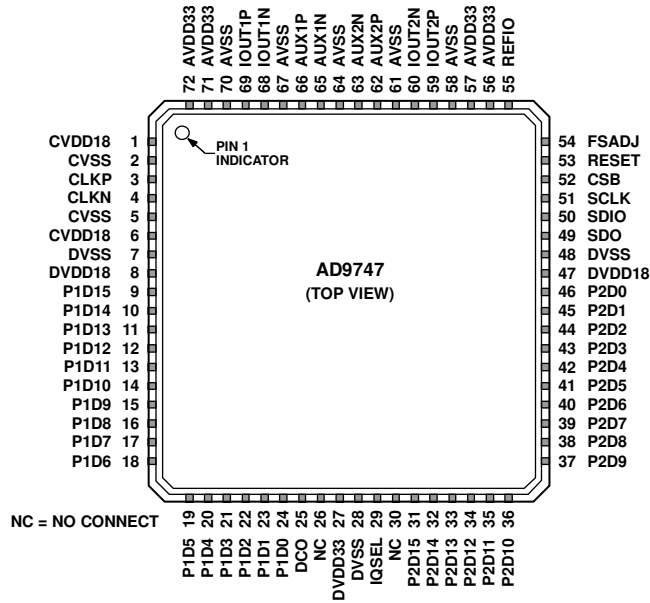 72 AVDD33
71 AVDD33
70 AVSS
69 IOUT1P
68 IOUT1N
67 AVSS
66 AUX1P
65 AUX1N
64 AVSS
63 AUX2N
62 AUX2P
61 AVSS
60 IOUT2N
59 IOUT2P
58 AVSS
57 AVDD33
56 AVDD33
55 REFIO
CVDD18 1
CVSS 2
CLKP 3
CLKN 4
CVSS 5
CVDD18 6
DVSS 7
DVDD18 8
P1D15 9
P1D14 10
P1D13 11
P1D12 12
P1D11 13
P1D10 14
P1D9 15
P1D8 16
P1D7 17
P1D6 18
PIN 1
INDICATOR
AD9747
(TOP VIEW)
54 FSADJ
53 RESET
52 CSB
51 SCLK
50 SDIO
49 SDO
48 DVSS
47 DVDD18
46 P2D0
45 P2D1
44 P2D2
43 P2D3
42 P2D4
41 P2D5
40 P2D6
39 P2D7
38 P2D8
37 P2D9
NC = NO CONNECT
P1D5 19
P1D4 20
P1D3 21
P1D2 22
P1D1 23
P1D0 24
DCO 25
NC 26
DVDD33 27
DVSS 28
IQSEL 29
NC 30
P2D15 31
P2D14 32
P2D13 33
P2D12 34
P2D11 35
P2D10 36